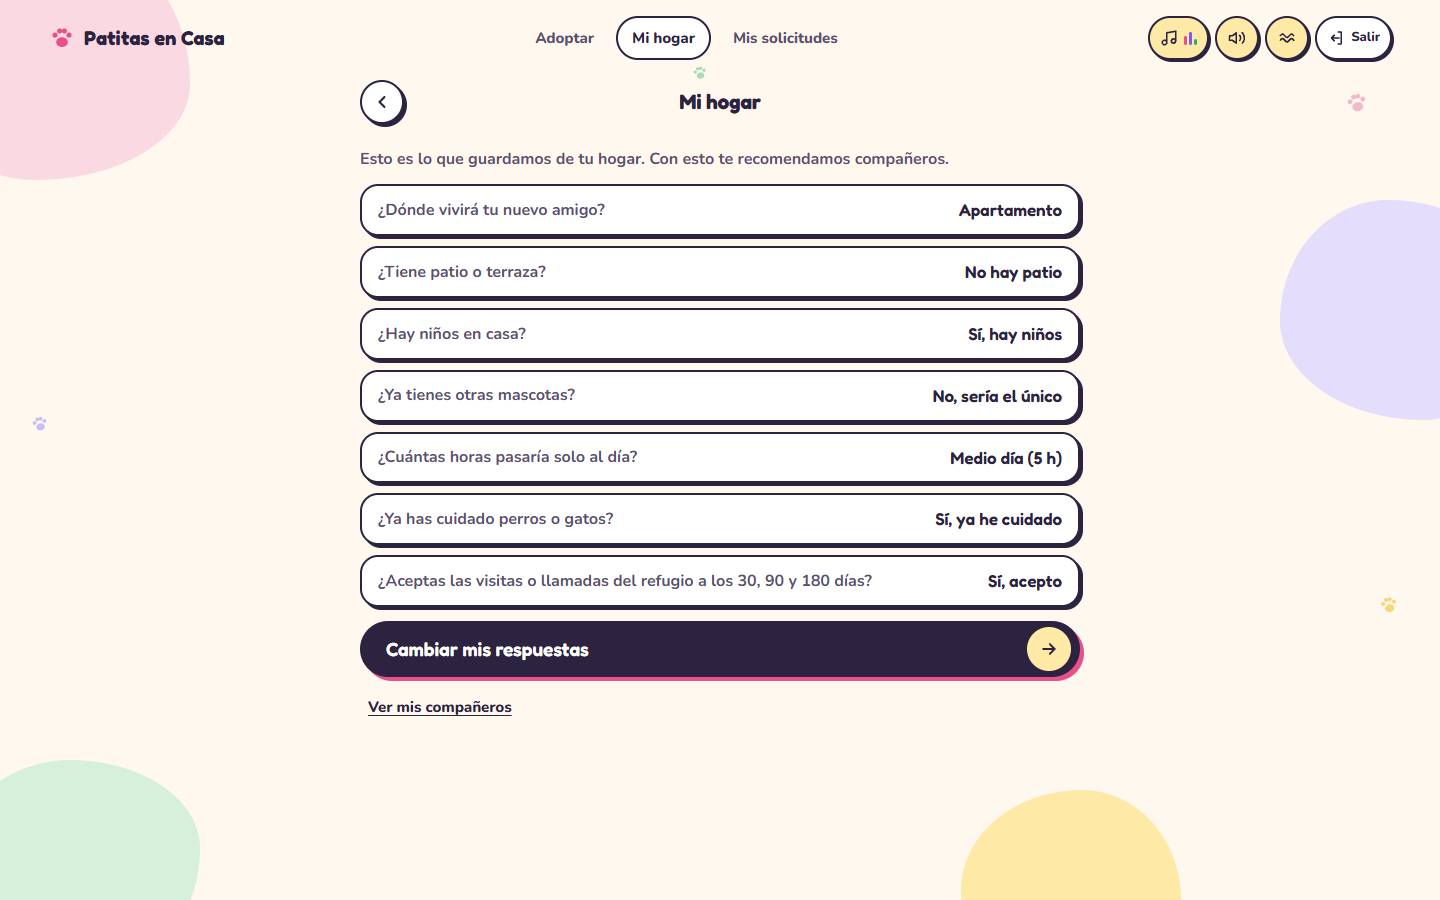 Patitas en Casa
Adoptar
Mi hogar
Mis solicitudes
Salir
Mi hogar
Esto es lo que guardamos de tu hogar. Con esto te recomendamos compañeros.
¿Dónde vivirá tu nuevo amigo? Apartamento
¿Tiene patio o terraza? No hay patio
¿Hay niños en casa? Sí, hay niños
¿Ya tienes otras mascotas? No, sería el único
¿Cuántas horas pasaría solo al día? Medio día (5 h)
¿Ya has cuidado perros o gatos? Sí, ya he cuidado
¿Aceptas las visitas o llamadas del refugio a los 30, 90 y 180 días? Sí, acepto
Cambiar mis respuestas
Ver mis compañeros